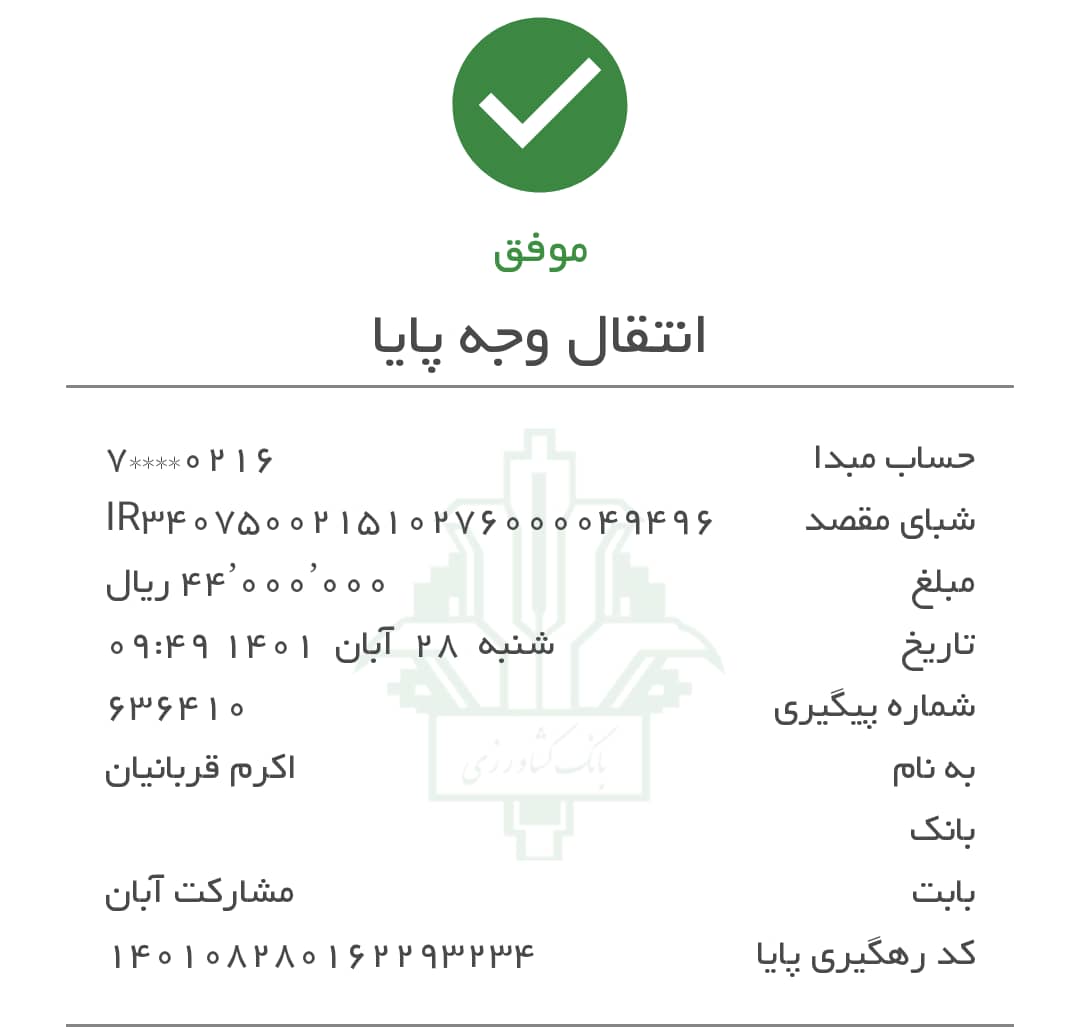 موفق
انتقال وجه پایا
حساب مبدا ۷****۰۲۱۶
شبای مقصد IR۳۴۰۷۵۰۰۲۱۵۱۰۲۷۶۰۰۰۰۴۹۴۹۶
مبلغ ۴۴٬۰۰۰٬۰۰۰ ریال
تاریخ شنبه ۲۸ آبان ۱۴۰۱ ۰۹:۴۹
شماره پیگیری ۶۳۶۴۱۰
به نام اکرم قربانیان
بانک کشاورزی
بانک
بابت مشارکت آبان
کد رهگیری پایا ۱۴۰۱۰۸۲۸۰۱۶۲۲۹۳۲۳۴